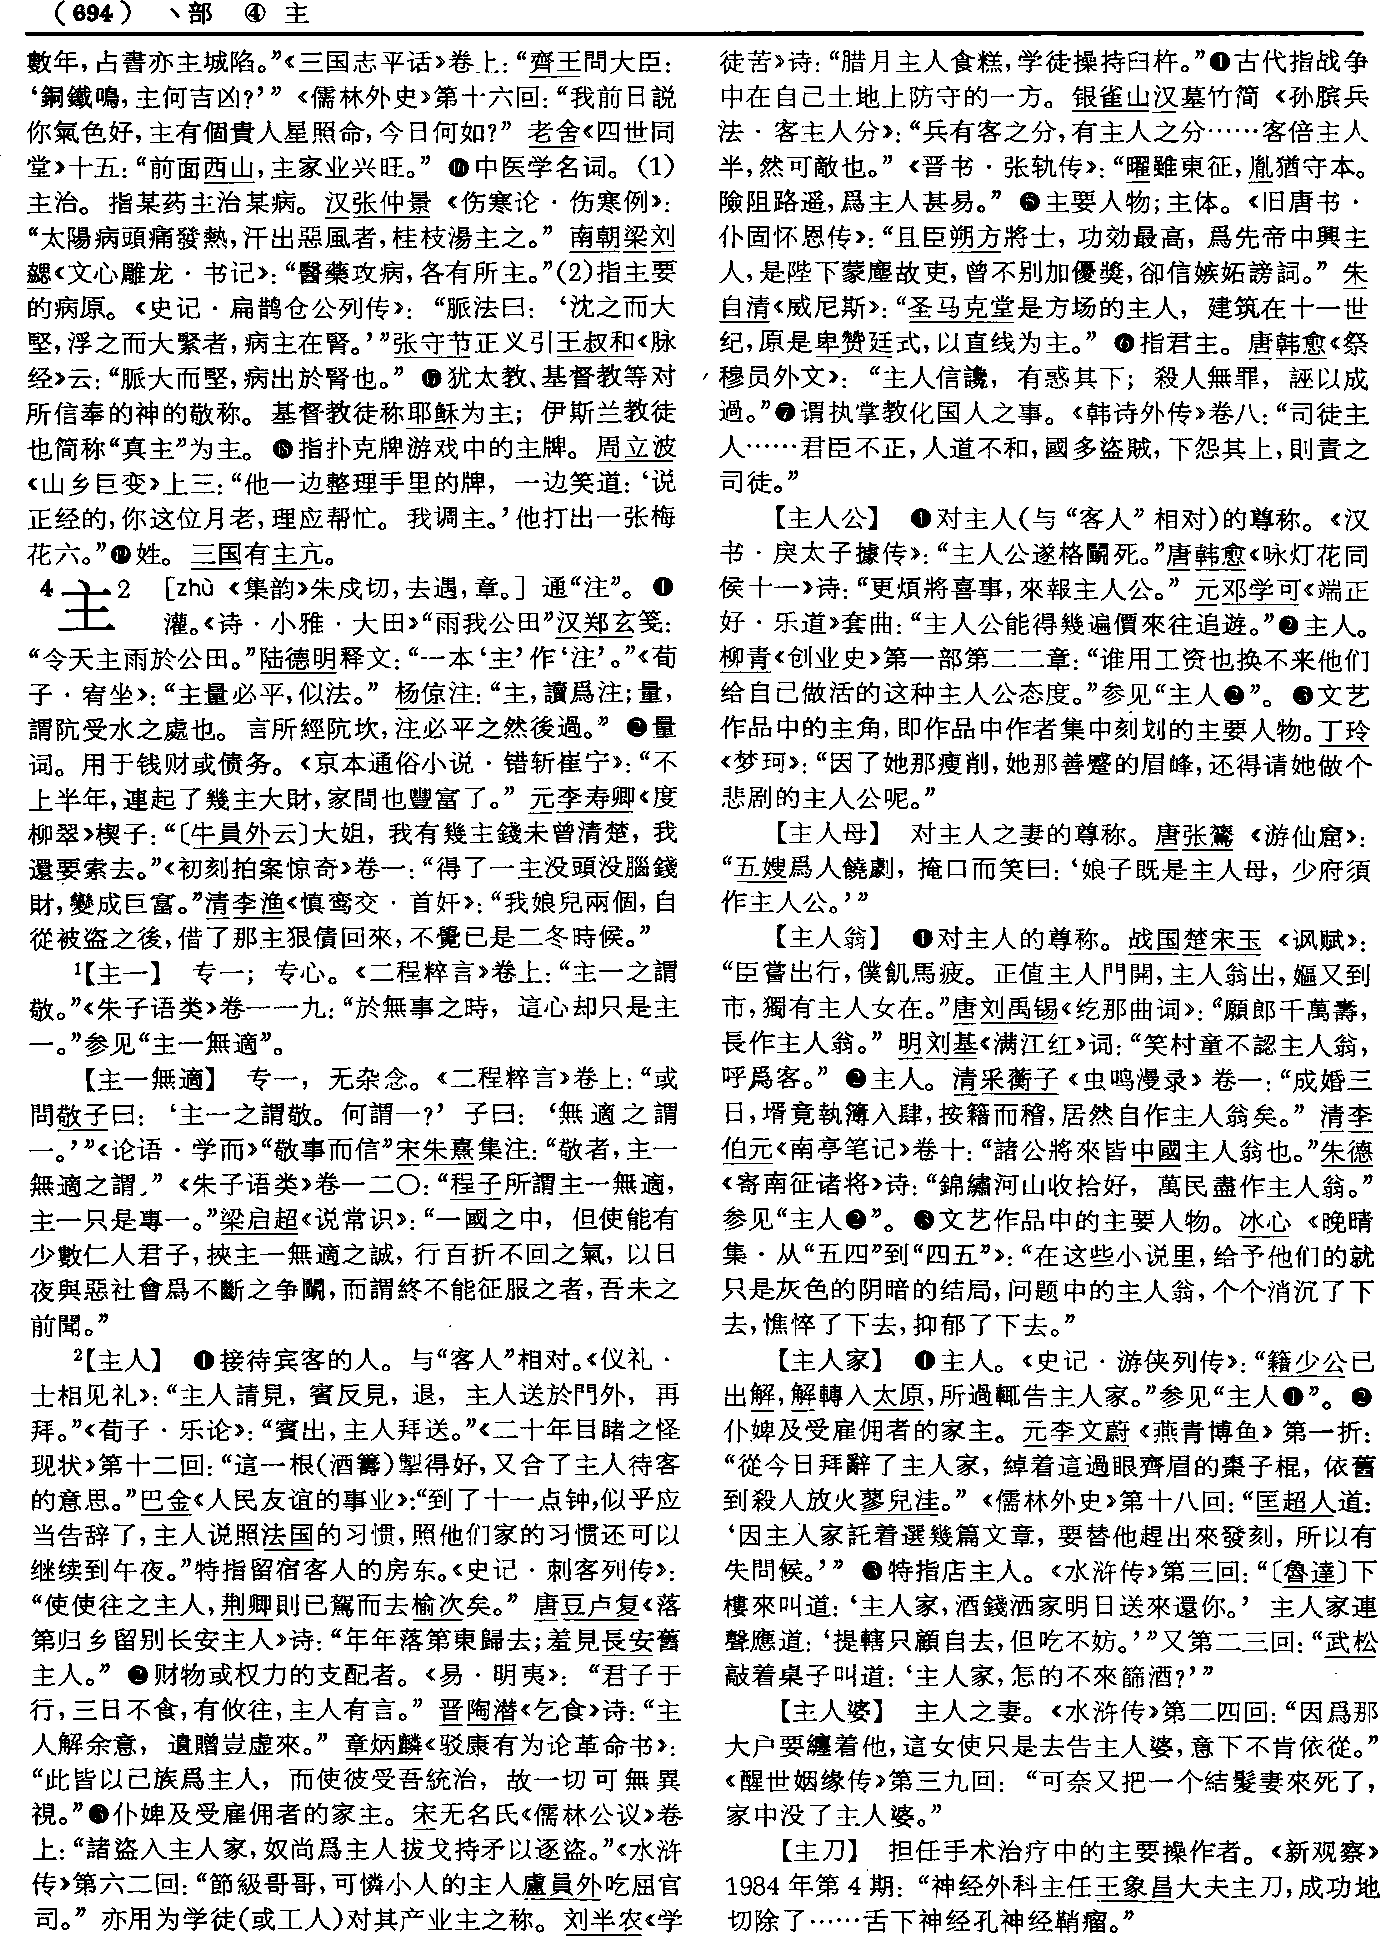 （694） 丶部 ④ 主
數年，占書亦主城陷。”《三国志平话》卷上：“齊王問大臣：
‘銅鐵鳴，主何吉凶？’” 《儒林外史》第十六回：“我前日説
你氣色好，主有個貴人星照命，今日何如？” 老舍《四世同
堂》十五：“前面西山，主家业兴旺。” ⓰中医学名词。（1）
主治。指某药主治某病。汉张仲景《伤寒论·伤寒例》：
“太陽病頭痛發熱，汗出惡風者，桂枝湯主之。” 南朝梁刘
勰《文心雕龙·书记》：“醫藥攻病，各有所主。”（2）指主要
的病原。《史记·扁鹊仓公列传》：“脈法曰：‘沈之而大
堅，浮之而大緊者，病主在腎。’”张守节正义引王叔和《脉
经》云：“脈大而堅，病出於腎也。” ⓱犹太教、基督教等对
所信奉的神的敬称。基督教徒称耶稣为主；伊斯兰教徒
也简称“真主”为主。 ⓲指扑克牌游戏中的主牌。周立波
《山乡巨变》上三：“他一边整理手里的牌，一边笑道：‘说
正经的，你这位月老，理应帮忙。我调主。’他打出一张梅
花六。”⓳姓。三国有主亢。
4主2 ［zhù《集韵》朱戍切，去遇，章。］通“注”。❶
灌。《诗·小雅·大田》“雨我公田”汉郑玄笺：
“令天主雨於公田。”陆德明释文：“一本‘主’作‘注’。”《荀
子·宥坐》：“主量必平，似法。” 杨倞注：“主，讀爲注；量，
謂阬受水之處也。言所經阬坎，注必平之然後過。” ❷量
词。用于钱财或债务。《京本通俗小说·错斩崔宁》：“不
上半年，連起了幾主大財，家間也豐富了。” 元李寿卿《度
柳翠》楔子：“〔牛員外云〕大姐，我有幾主錢未曾清楚，我
還要索去。”《初刻拍案惊奇》卷一：“得了一主没頭没腦錢
財，變成巨富。”清李渔《慎鸾交·首奸》：“我娘兒兩個，自
從被盗之後，借了那主狠債回來，不覺已是二冬時候。”
1【主一】 专一；专心。《二程粹言》卷上：“主一之謂
敬。”《朱子语类》卷一一九：“於無事之時，這心却只是主
一。”参见“主一無適”。
【主一無適】 专一，无杂念。《二程粹言》卷上：“或
問敬子曰：‘主一之謂敬。何謂一？’子曰：‘無適之謂
一。’”《论语·学而》“敬事而信”宋朱熹集注：“敬者，主一
無適之謂。”《朱子语类》卷一二〇：“程子所謂主一無適，
主一只是專一。”梁启超《说常识》：“一國之中，但使能有
少數仁人君子，挾主一無適之誠，行百折不回之氣，以日
夜與惡社會爲不斷之争鬭，而謂終不能征服之者，吾未之
前聞。”
2【主人】 ❶接待宾客的人。与“客人”相对。《仪礼·
士相见礼》：“主人請見，賓反見，退，主人送於門外，再
拜。”《荀子·乐论》：“賓出，主人拜送。”《二十年目睹之怪
现状》第十二回：“這一根（酒籌）掣得好，又合了主人待客
的意思。”巴金《人民友谊的事业》：“到了十一点钟，似乎应
当告辞了，主人说照法国的习惯，照他们家的习惯还可以
继续到午夜。”特指留宿客人的房东。《史记·刺客列传》：
“使使往之主人，荆卿則已駕而去榆次矣。” 唐豆卢复《落
第归乡留别长安主人》诗：“年年落第東歸去；羞見長安舊
主人。” ❷财物或权力的支配者。《易·明夷》：“君子于
行，三日不食，有攸往，主人有言。” 晋陶潜《乞食》诗：“主
人解余意，遺贈豈虚來。” 章炳麟《驳康有为论革命书》：
“此皆以己族爲主人，而使彼受吾統治，故一切可無異
視。”❸仆婢及受雇佣者的家主。宋无名氏《儒林公议》卷
上：“諸盜入主人家，奴尚爲主人拔戈持矛以逐盜。”《水浒
传》第六二回：“節級哥哥，可憐小人的主人盧員外吃屈官
司。” 亦用为学徒（或工人）对其产业主之称。刘半农《学
徒苦》诗：“腊月主人食糕，学徒操持臼杵。”❹古代指战争
中在自己土地上防守的一方。银雀山汉墓竹简《孙膑兵
法·客主人分》：“兵有客之分，有主人之分……客倍主人
半，然可敵也。” 《晋书·张轨传》：“曜雖東征，胤猶守本。
險阻路遥，爲主人甚易。” ❺主要人物；主体。《旧唐书·
仆固怀恩传》：“且臣朔方將士，功効最高，爲先帝中興主
人，是陛下蒙塵故吏，曾不别加優奬，卻信嫉妬謗詞。” 朱
自清《威尼斯》：“圣马克堂是方场的主人，建筑在十一世
纪，原是卑赞廷式，以直线为主。” ❻指君主。唐韩愈《祭
穆员外文》：“主人信讒，有惑其下；殺人無罪，誣以成
過。”❼谓执掌教化国人之事。《韩诗外传》卷八：“司徒主
人……君臣不正，人道不和，國多盜賊，下怨其上，則責之
司徒。”
【主人公】 ❶对主人（与“客人”相对）的尊称。《汉
书·戾太子據传》：“主人公遂格鬭死。”唐韩愈《咏灯花同
侯十一》诗：“更煩將喜事，來報主人公。” 元邓学可《端正
好·乐道》套曲：“主人公能得幾遍價來往追遊。”❷主人。
柳青《创业史》第一部第二二章：“谁用工资也换不来他们
给自己做活的这种主人公态度。”参见“主人❷”。 ❸文艺
作品中的主角，即作品中作者集中刻划的主要人物。丁玲
《梦珂》：“因了她那瘦削，她那善蹙的眉峰，还得请她做个
悲剧的主人公呢。”
【主人母】 对主人之妻的尊称。唐张鷟《游仙窟》：
“五嫂爲人饒劇，掩口而笑曰：‘娘子既是主人母，少府須
作主人公。’”
【主人翁】 ❶对主人的尊称。战国楚宋玉《讽赋》：
“臣嘗出行，僕飢馬疲。正值主人門開，主人翁出，嫗又到
市，獨有主人女在。”唐刘禹锡《纥那曲词》：“願郎千萬壽，
長作主人翁。” 明刘基《满江红》词：“笑村童不認主人翁，
呼爲客。” ❷主人。清采蘅子《虫鸣漫录》卷一：“成婚三
日，壻竟執簿入肆，按籍而稽，居然自作主人翁矣。” 清李
伯元《南亭笔记》卷十：“諸公將來皆中國主人翁也。”朱德
《寄南征诸将》诗：“錦繡河山收拾好，萬民盡作主人翁。”
参见“主人❷”。 ❸文艺作品中的主要人物。冰心《晚晴
集·从“五四”到“四五”》：“在这些小说里，给予他们的就
只是灰色的阴暗的结局，问题中的主人翁，个个消沉了下
去，憔悴了下去，抑郁了下去。”
【主人家】 ❶主人。《史记·游侠列传》：“籍少公已
出解，解轉入太原，所過輒告主人家。”参见“主人❶”。❷
仆婢及受雇佣者的家主。元李文蔚《燕青博鱼》第一折：
“從今日拜辭了主人家，綽着這過眼齊眉的棗子棍，依舊
到殺人放火蓼兒洼。” 《儒林外史》第十八回：“匡超人道：
‘因主人家託着選幾篇文章，要替他趕出來發刻，所以有
失問候。’” ❸特指店主人。《水浒传》第三回：“〔魯達〕下
樓來叫道：‘主人家，酒錢洒家明日送來還你。’ 主人家連
聲應道：‘提轄只顧自去，但吃不妨。’”又第二三回：“武松
敲着桌子叫道：‘主人家，怎的不來篩酒？’”
【主人婆】 主人之妻。《水浒传》第二四回：“因爲那
大户要纏着他，這女使只是去告主人婆，意下不肯依從。”
《醒世姻缘传》第三九回：“可奈又把一个結髮妻來死了，
家中没了主人婆。”
【主刀】 担任手术治疗中的主要操作者。《新观察》
1984年第4期：“神经外科主任王象昌大夫主刀，成功地
切除了……舌下神经孔神经鞘瘤。”